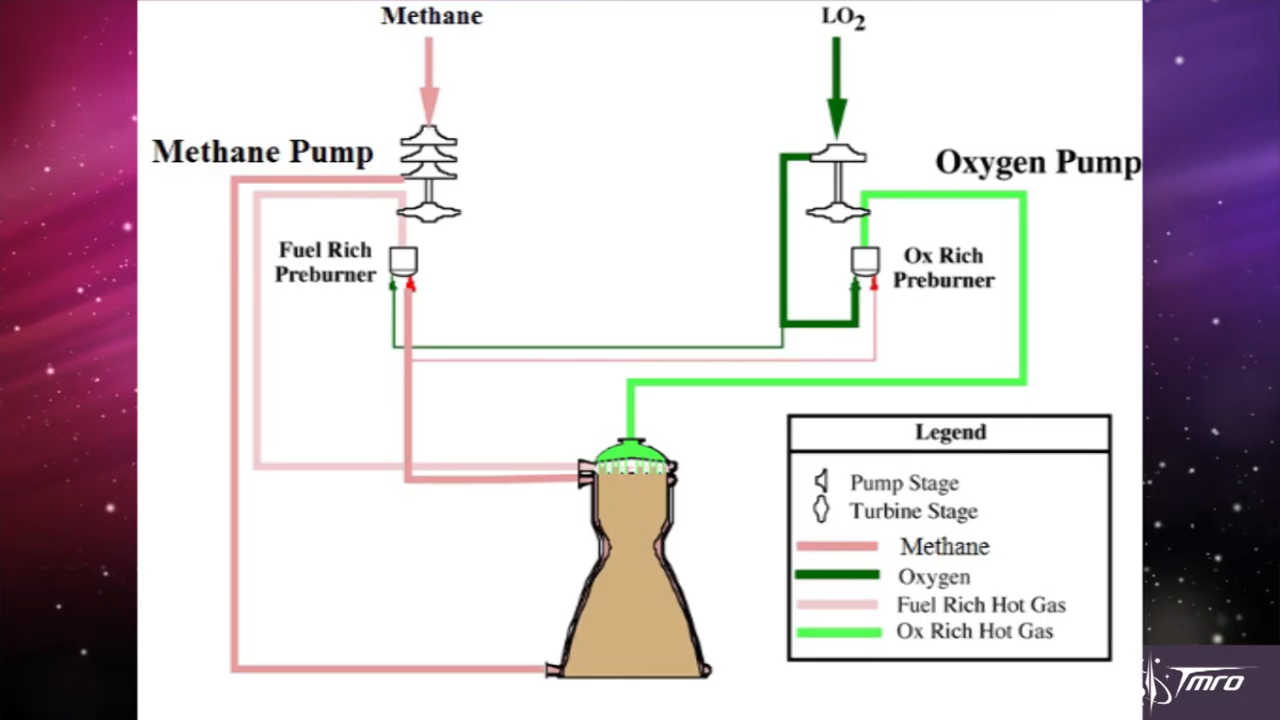 Methane
LO2
Methane Pump
Oxygen Pump
Fuel Rich
Preburner
Ox Rich
Preburner
Legend
Pump Stage
Turbine Stage
Methane
Oxygen
Fuel Rich Hot Gas
Ox Rich Hot Gas
Tmro